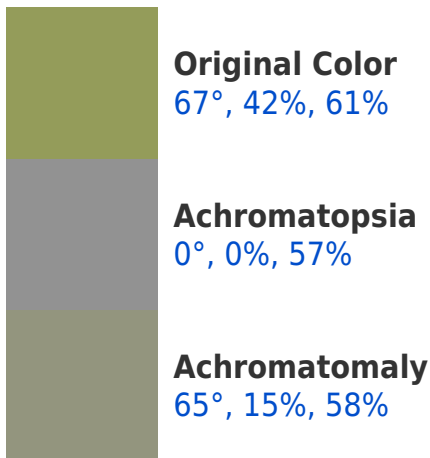 Original Color
67°, 42%, 61%
Achromatopsia
0°, 0%, 57%
Achromatomaly
65°, 15%, 58%